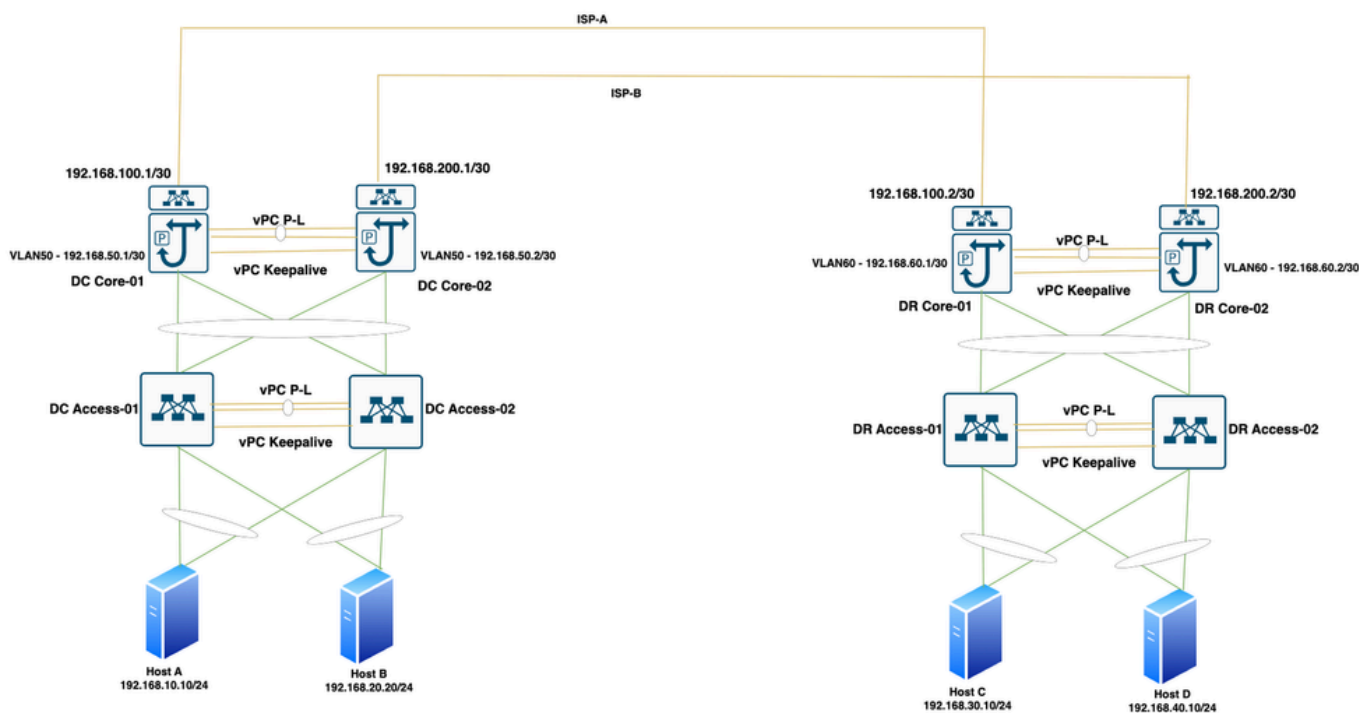 ISP-A
ISP-B
192.168.100.1/30
192.168.200.1/30
192.168.100.2/30
192.168.200.2/30
vPC P-L
P
P
VLAN50 - 192.168.50.1/30
VLAN50 - 192.168.50.2/30
vPC Keepalive
DC Core-01
DC Core-02
vPC P-L
P
P
VLAN60 - 192.168.60.1/30
VLAN60 - 192.168.60.2/30
vPC Keepalive
DR Core-01
DR Core-02
vPC P-L
DC Access-01
DC Access-02
vPC Keepalive
vPC P-L
DR Access-01
DR Access-02
vPC Keepalive
Host A
192.168.10.10/24
Host B
192.168.20.20/24
Host C
192.168.30.10/24
Host D
192.168.40.10/24